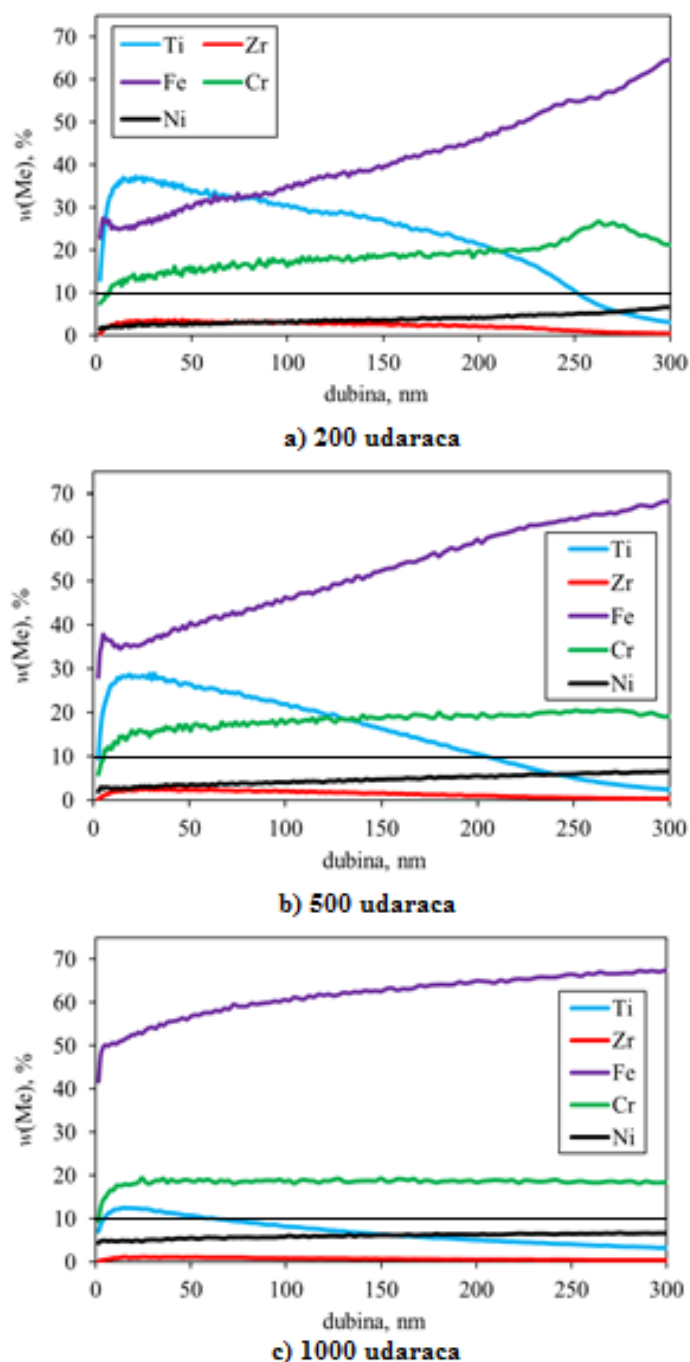 70
60
50
40
30
20
10
0
w(Me), %
Ti Zr
Fe Cr
Ni
0 50 100 150 200 250 300
dubina, nm
a) 200 udaraca
70
60
50
40
30
20
10
0
w(Me), %
Ti
Zr
Fe
Cr
Ni
0 50 100 150 200 250 300
dubina, nm
b) 500 udaraca
70
60
50
40
30
20
10
0
w(Me), %
Ti
Zr
Fe
Cr
Ni
0 50 100 150 200 250 300
dubina, nm
c) 1000 udaraca